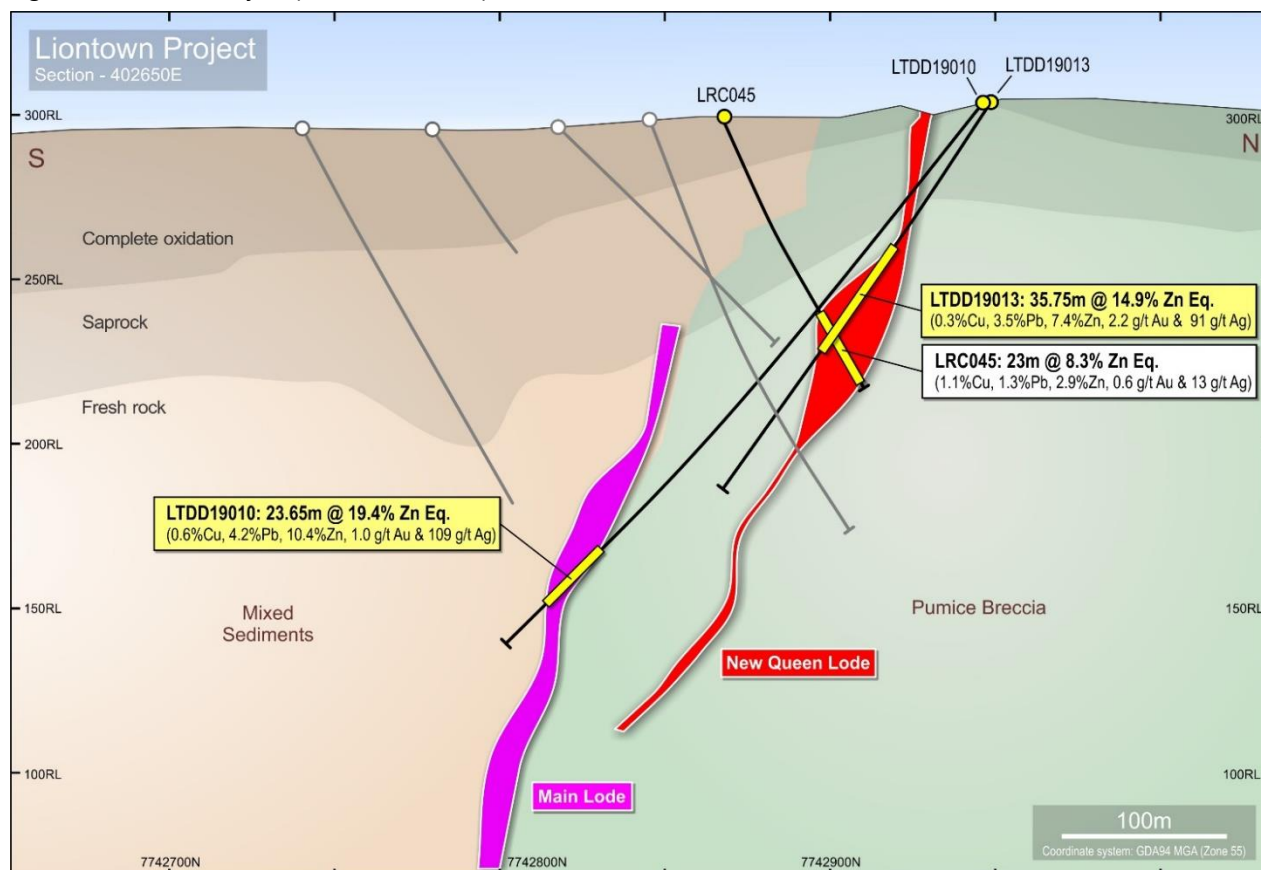 Liontown Project
Section - 402650E
LTDD19010
LTDD19013
LRC045
300RL
300RL
S
N
Complete oxidation
250RL
Saprock
LTDD19013: 35.75m @ 14.9% Zn Eq.
(0.3%Cu, 3.5%Pb, 7.4%Zn, 2.2 g/t Au & 91 g/t Ag)
LRC045: 23m @ 8.3% Zn Eq.
(1.1%Cu, 1.3%Pb, 2.9%Zn, 0.6 g/t Au & 13 g/t Ag)
Fresh rock
200RL
LTDD19010: 23.65m @ 19.4% Zn Eq.
(0.6%Cu, 4.2%Pb, 10.4%Zn, 1.0 g/t Au & 109 g/t Ag)
150RL
150RL
Mixed
Sediments
Pumice Breccia
New Queen Lode
100RL
100RL
Main Lode
100m
Coordinate system: GDA94 MGA (Zone 55)
7742700N
7742800N
7742900N